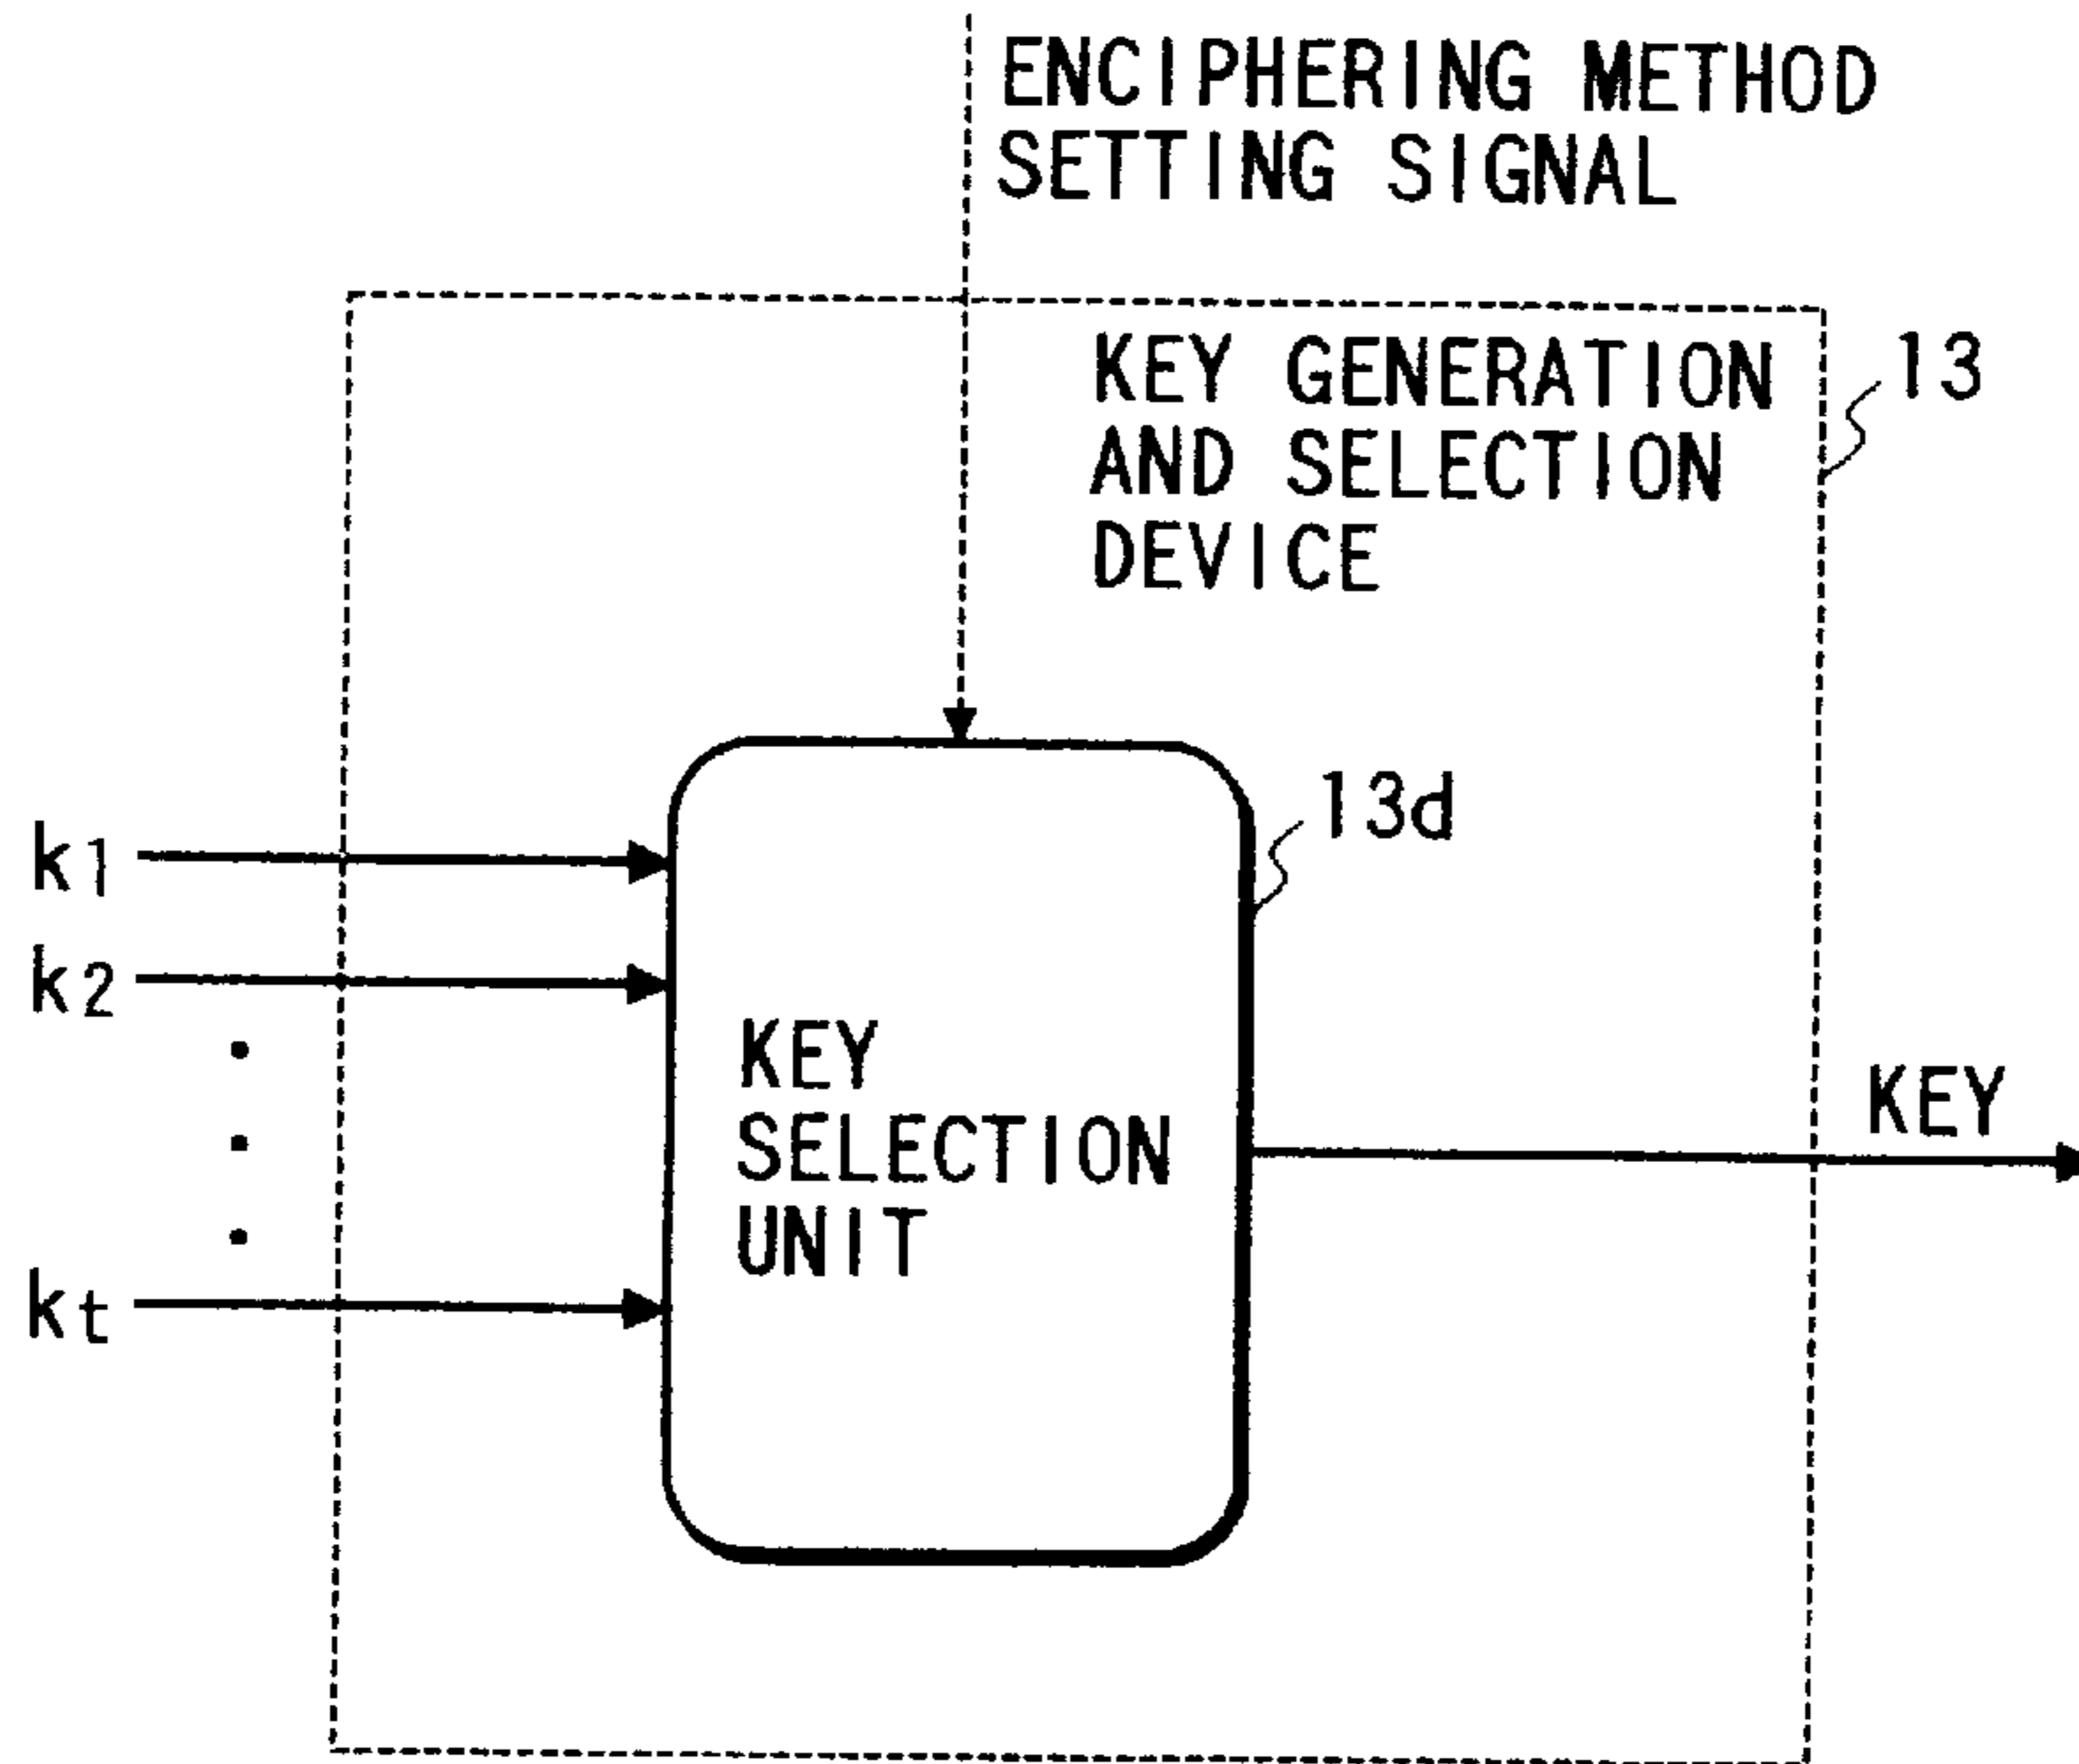 ENCIPHERING METHOD
SETTING SIGNAL
KEY GENERATION
AND SELECTION
DEVICE
13
13d
k1
k2
kt
KEY
SELECTION
UNIT
KEY